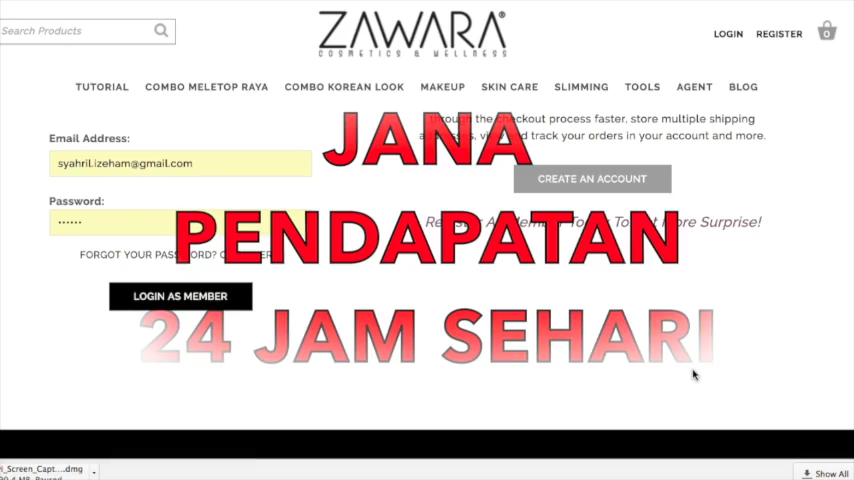 Search Products
ZAWARA®
COSMETICS & WELLNESS
LOGIN REGISTER
0
TUTORIAL COMBO MELETOP RAYA COMBO KOREAN LOOK MAKEUP SKIN CARE SLIMMING TOOLS AGENT BLOG
through the checkout process faster, store multiple shipping
and track your orders in your account and more.
Email Address:
syahril.izeham@gmail.com
CREATE AN ACCOUNT
Password:
••••••
More Surprise!
FORGOT YOUR
LOGIN AS MEMBER
JANA
PENDAPATAN
24 JAM SEHARI
Show All